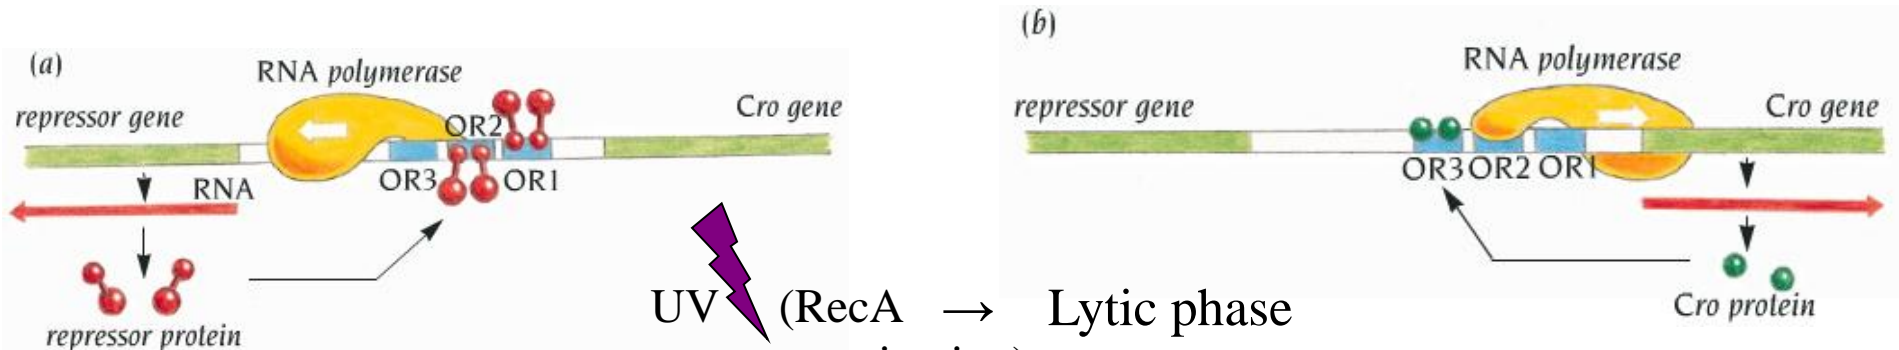 (a)
RNA polymerase
repressor gene
OR2
Cro gene
OR3
OR1
RNA
repressor protein
UV
(RecA → Lytic phase
(b)
RNA polymerase
repressor gene
Cro gene
OR3 OR2 OR1
Cro protein